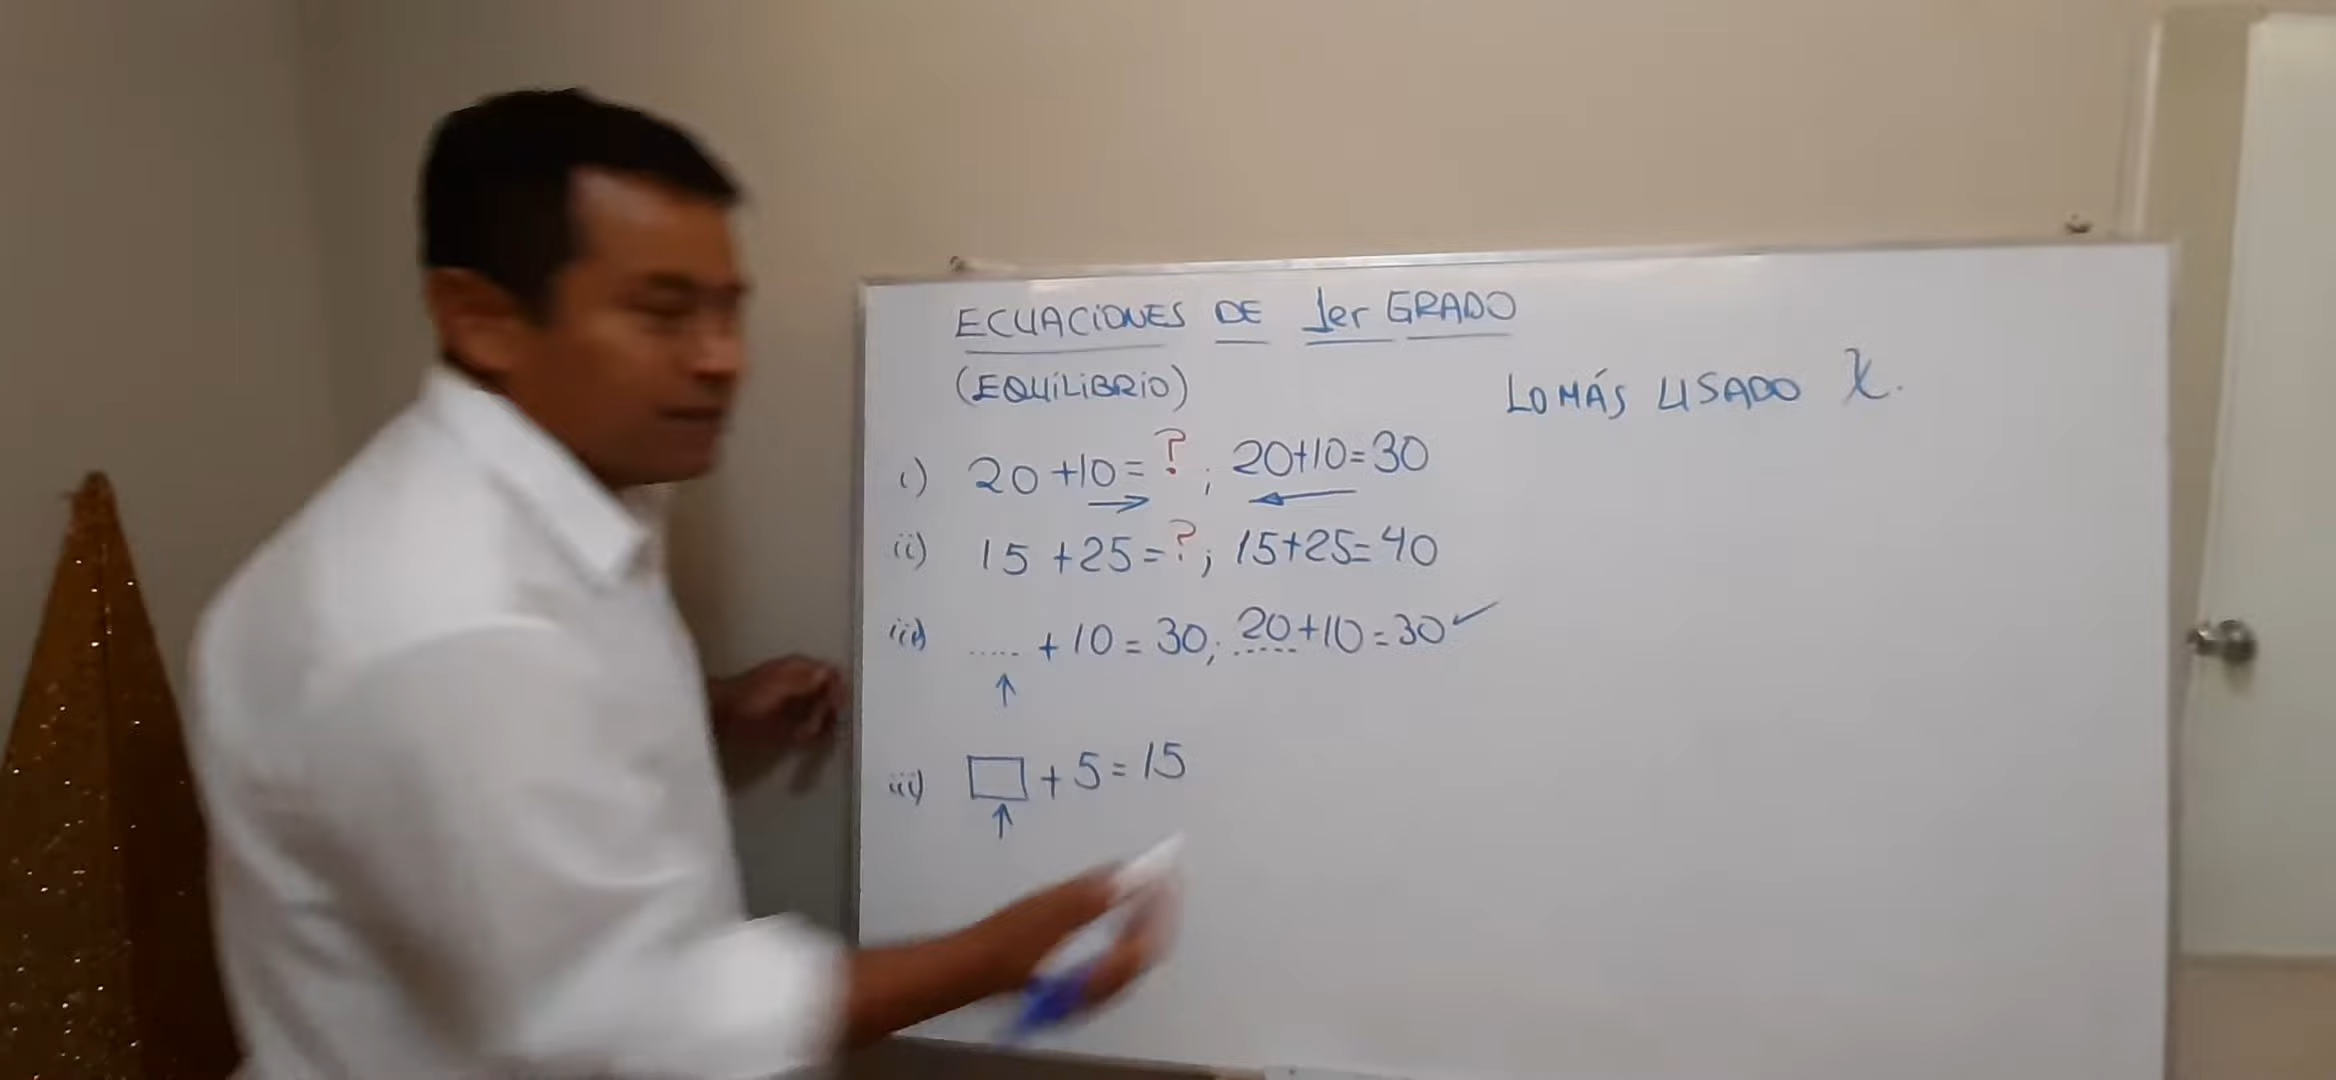 ECUACIONES DE 1er GRADO
(EQUILIBRIO)
LO MÁS USADO X.
i) 20 +10 = ? ; 20+10=30
ii) 15 +25 = ? ; 15+25=40
iii) ..... + 10 = 30; 20+10=30 ✓
iii) □ + 5 = 15